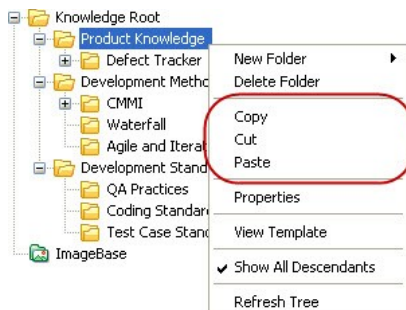 Knowledge Root
Product Knowledge
Defect Tracker
Development Metho
CMMI
Waterfall
Agile and Iterat
Development Stand
QA Practices
Coding Standar
Test Case Stan
ImageBase
New Folder
Delete Folder
Copy
Cut
Paste
Properties
View Template
Show All Descendants
Refresh Tree